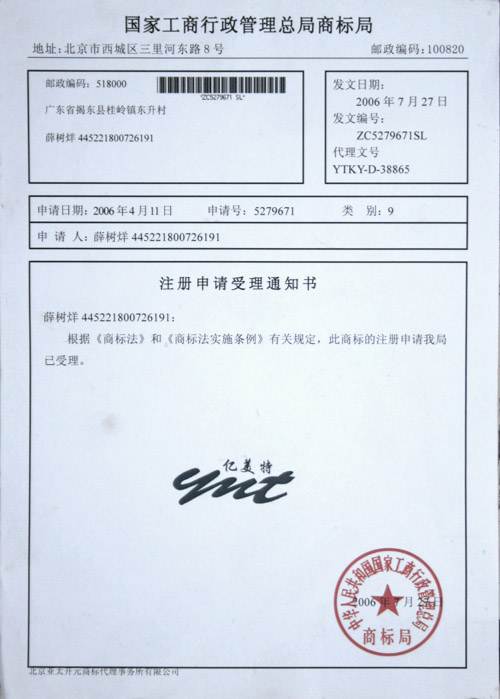 国家工商行政管理总局商标局
地址:北京市西城区三里河东路8号 邮政编码:100820
邮政编码:518000
*ZC5279671 SL*
广东省揭东县桂岭镇东升村
薛树烊 445221800726191
发文日期:
2006年7月27日
发文编号:
ZC5279671SL
代理文号
YTKY-D-38865
申请日期:2006年4月11日 申请号:5279671 类 别:9
申 请 人:薛树烊 445221800726191
注册申请受理通知书
薛树烊 445221800726191:
根据《商标法》和《商标法实施条例》有关规定,此商标的注册申请我局
已受理。
亿美特
ymt
中华人民共和国国家工商行政管理总局
2006年7月27日
商标局
北京亚太开元商标代理事务所有限公司